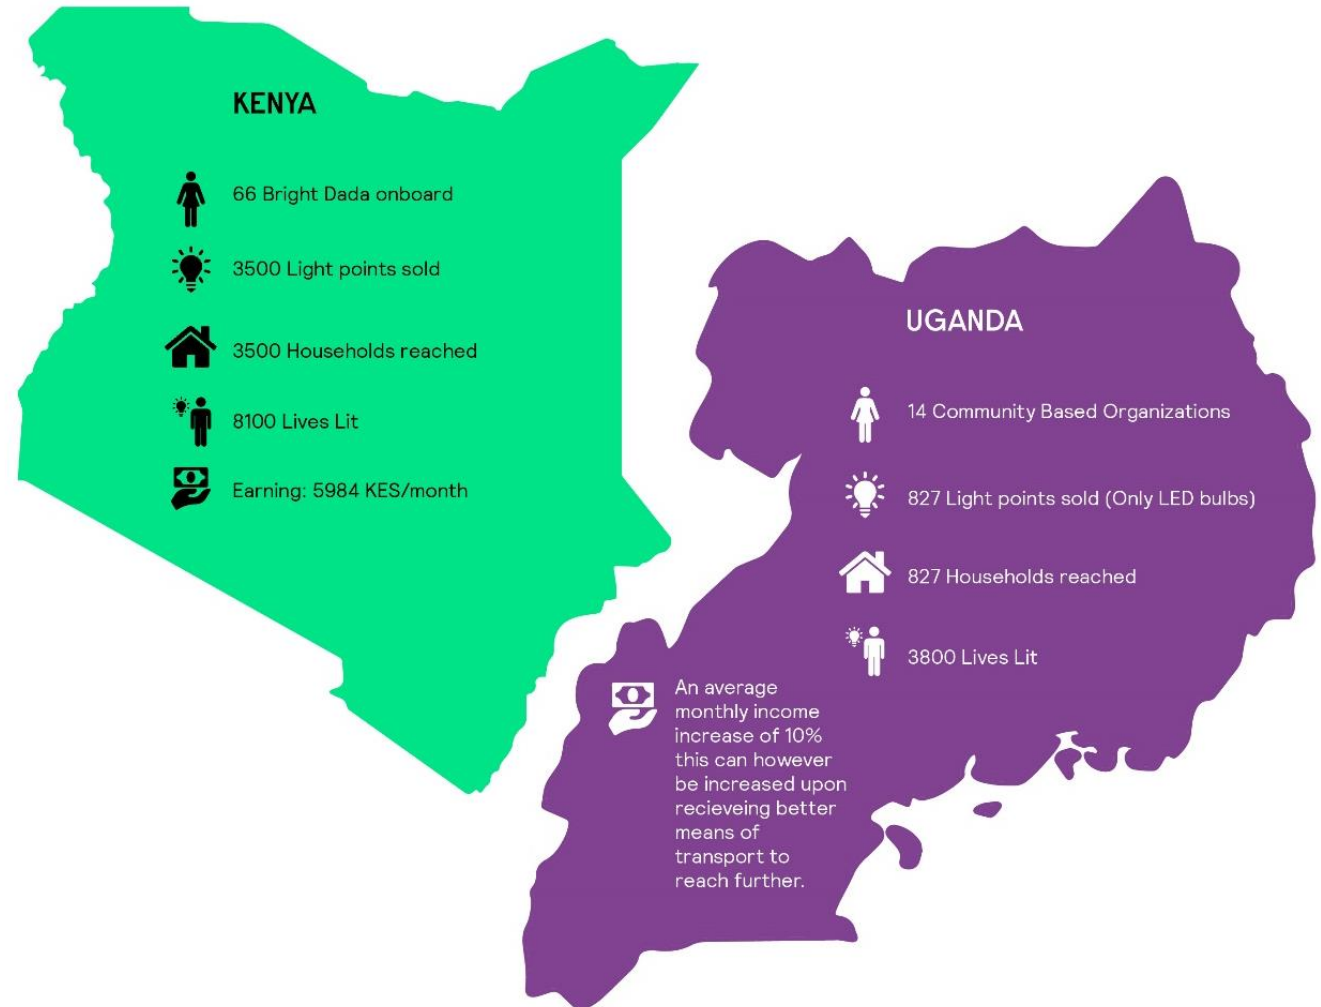 KENYA
66 Bright Dada onboard
3500 Light points sold
3500 Households reached
8100 Lives Lit
Earning: 5984 KES/month
UGANDA
14 Community Based Organizations
827 Light points sold (Only LED bulbs)
827 Households reached
3800 Lives Lit
An average
monthly income
increase of 10%
this can however
be increased upon
recieveing better
means of
transport to
reach further.